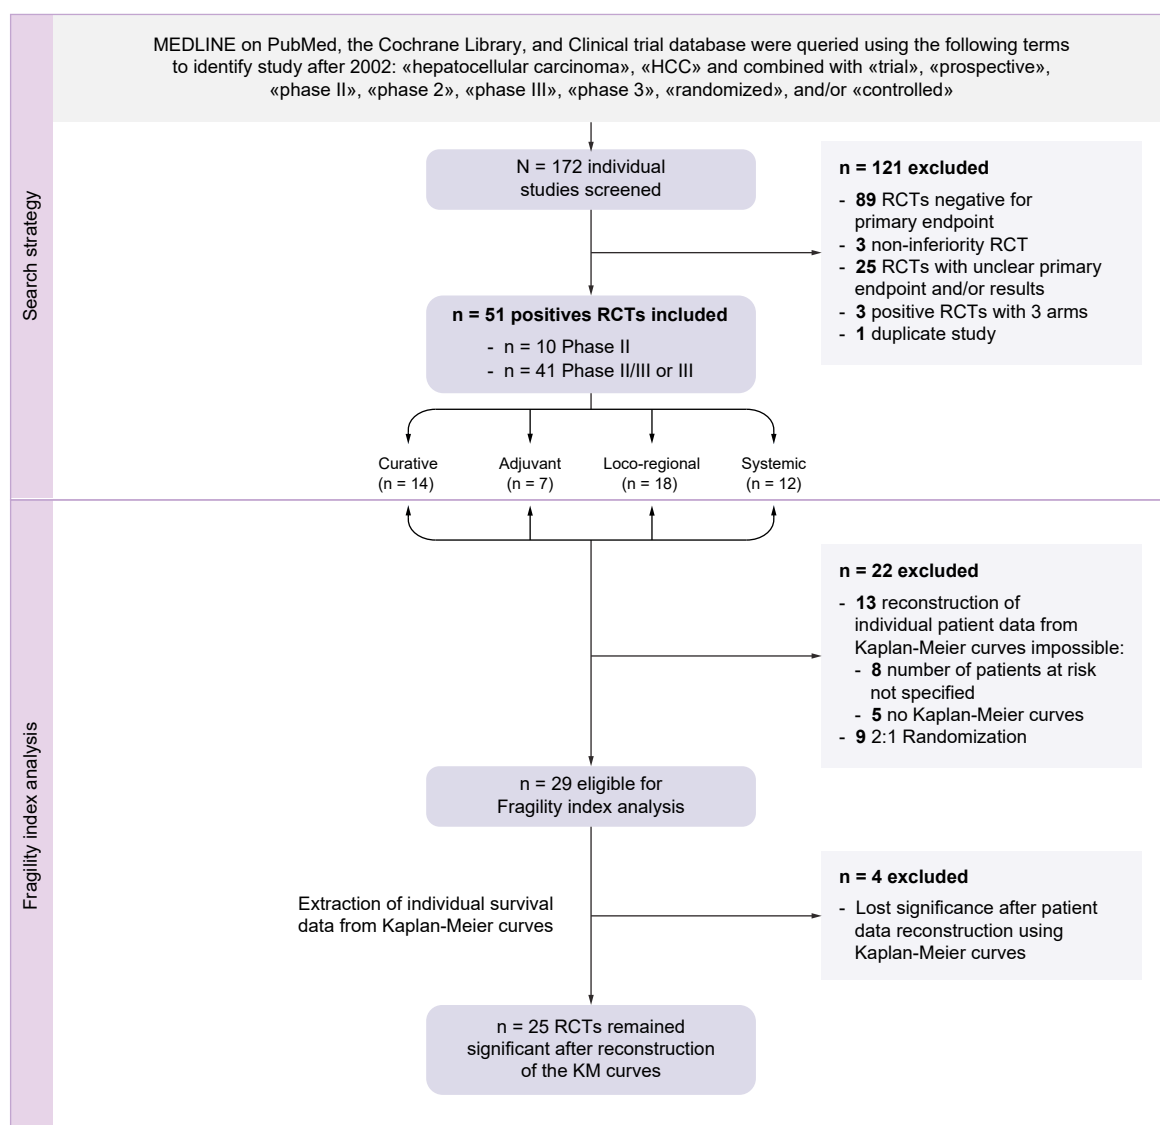 MEDLINE on PubMed, the Cochrane Library, and Clinical trial database were queried using the following terms
to identify study after 2002: «hepatocellular carcinoma», «HCC» and combined with «trial», «prospective»,
«phase II», «phase 2», «phase III», «phase 3», «randomized», and/or «controlled»
Search strategy
N = 172 individual
studies screened
n = 121 excluded
- 89 RCTs negative for
primary endpoint
- 3 non-inferiority RCT
- 25 RCTs with unclear primary
endpoint and/or results
- 3 positive RCTs with 3 arms
- 1 duplicate study
n = 51 positives RCTs included
- n = 10 Phase II
- n = 41 Phase II/III or III
Curative
(n = 14)
Adjuvant
(n = 7)
Loco-regional
(n = 18)
Systemic
(n = 12)
Fragility index analysis
n = 22 excluded
- 13 reconstruction of
individual patient data from
Kaplan-Meier curves impossible:
- 8 number of patients at risk
not specified
- 5 no Kaplan-Meier curves
- 9 2:1 Randomization
n = 29 eligible for
Fragility index analysis
Extraction of individual survival
data from Kaplan-Meier curves
n = 4 excluded
- Lost significance after patient
data reconstruction using
Kaplan-Meier curves
n = 25 RCTs remained
significant after reconstruction
of the KM curves